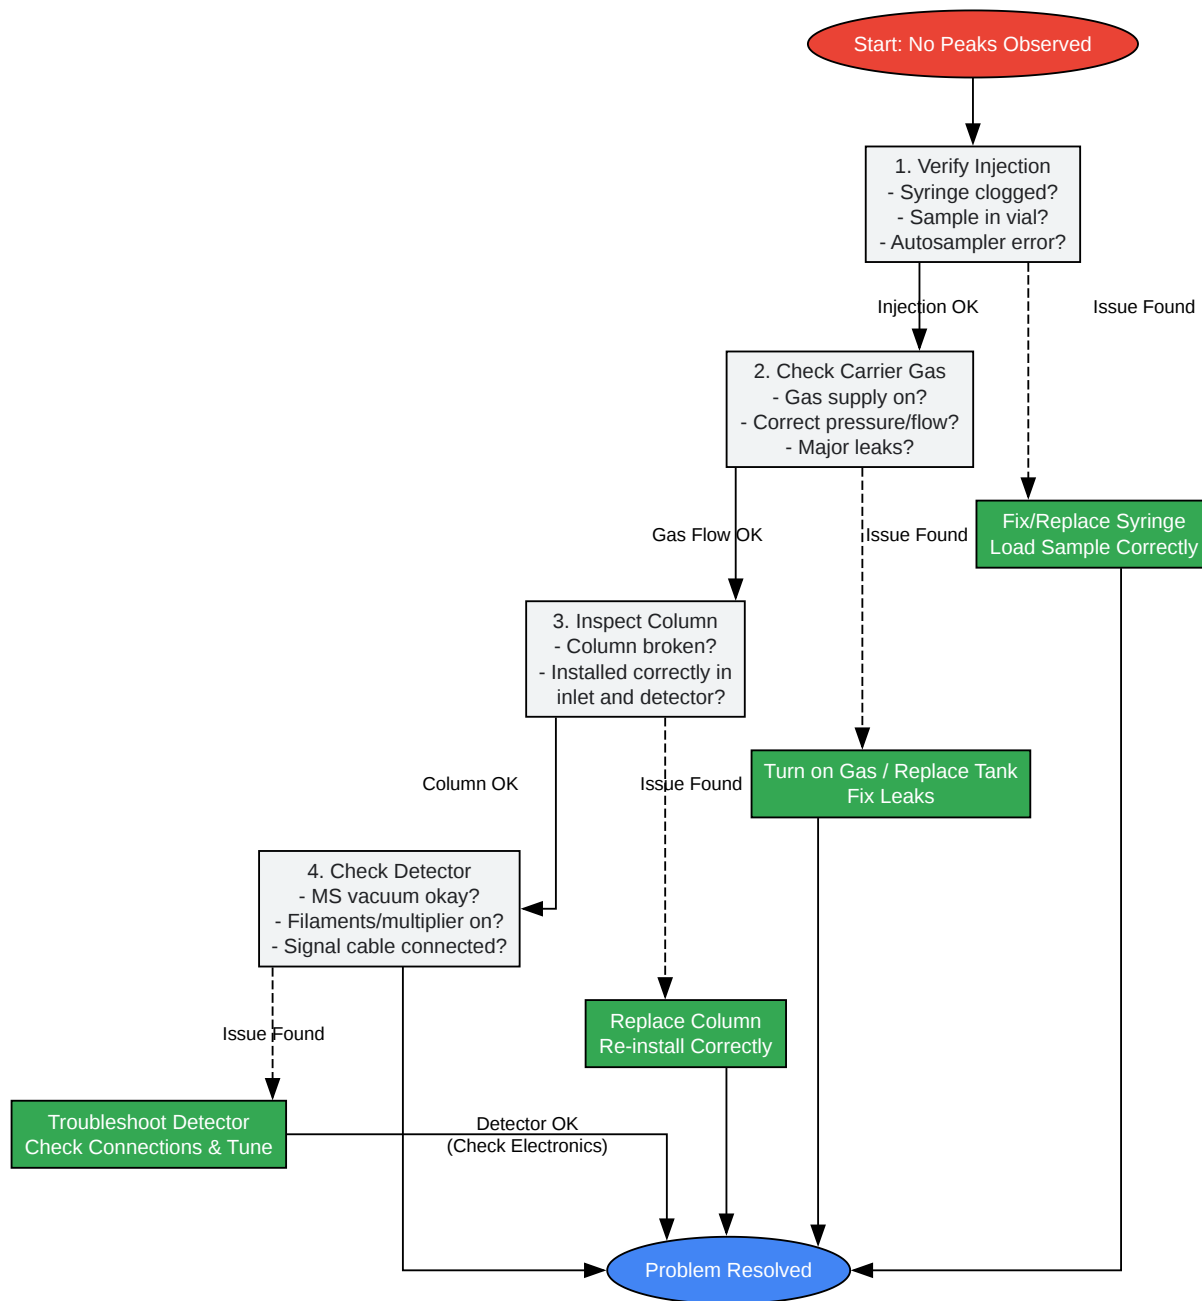 Start: No Peaks Observed
1. Verify Injection
- Syringe clogged?
- Sample in vial?
- Autosampler error?
Injection OK
Issue Found
2. Check Carrier Gas
- Gas supply on?
- Correct pressure/flow?
- Major leaks?
Fix/Replace Syringe
Load Sample Correctly
Gas Flow OK
Issue Found
3. Inspect Column
- Column broken?
- Installed correctly in
inlet and detector?
Turn on Gas / Replace Tank
Fix Leaks
Column OK
Issue Found
4. Check Detector
- MS vacuum okay?
- Filaments/multiplier on?
- Signal cable connected?
Replace Column
Re-install Correctly
Issue Found
Troubleshoot Detector
Check Connections & Tune
Detector OK
(Check Electronics)
Problem Resolved